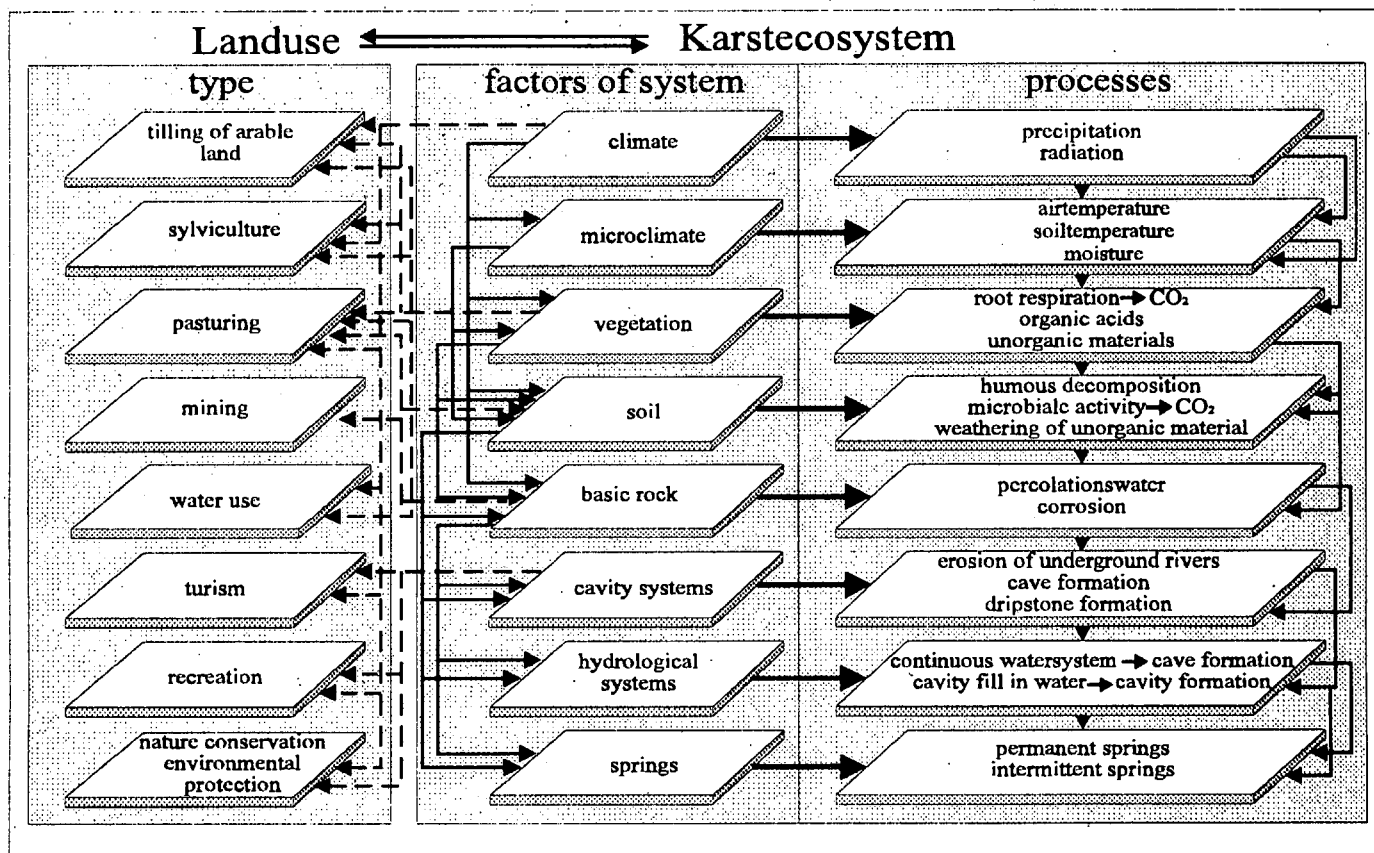 Landuse
Karstecosystem
type
factors of system
processes
tilling of arable
land
climate
precipitation
radiation
sylviculture
microclimate
airtemperature
soiltemperature
moisture
pasturing
vegetation
root respiration→CO₂
organic acids
unorganic materials
mining
soil
humous decomposition
microbialc activity→CO₂
weathering of unorganic material
water use
basic rock
percolationswater
corrosion
turism
cavity systems
erosion of underground rivers
cave formation
dripstone formation
recreation
hydrological
systems
continuous watersystem→cave formation
cavity fill in water→cavity formation
nature conservation
environmental
protection
springs
permanent springs
intermittent springs